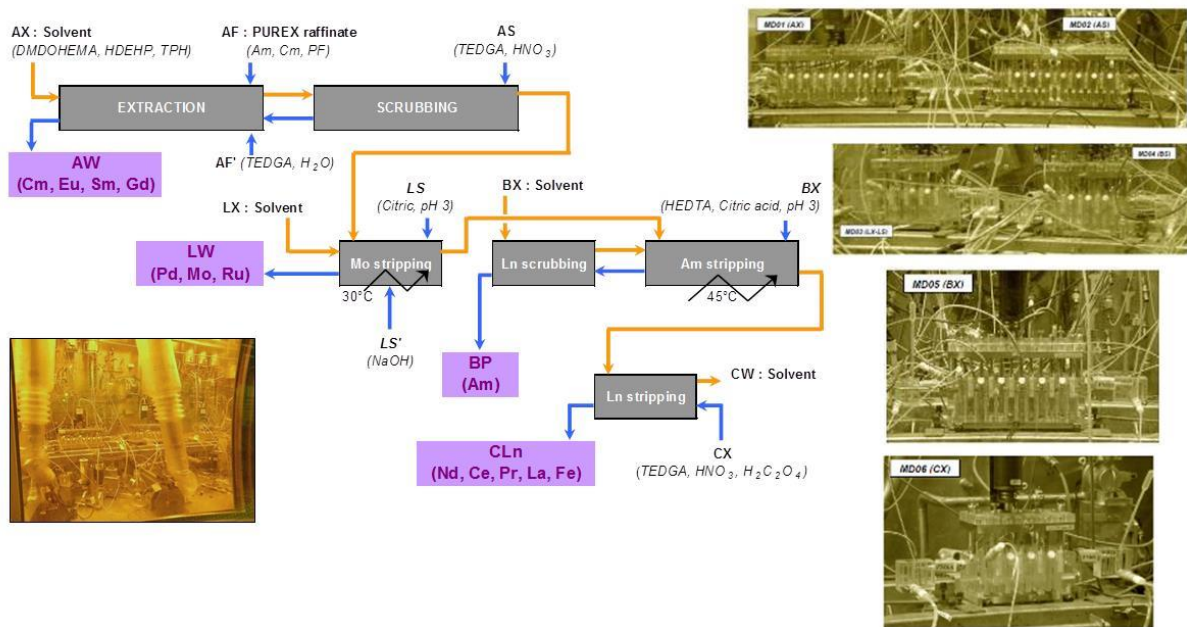 AX : Solvent
(DMDOHEMA, HDEHP, TPH)
AF : PUREX raffinate
(Am, Cm, PF)
AS
(TEDGA, HNO₃)
EXTRACTION
SCRUBBING
AW
(Cm, Eu, Sm, Gd)
AF' (TEDGA, H₂O)
LX : Solvent
LS
(Citric, pH 3)
BX : Solvent
BX
(HEDTA, Citric acid, pH 3)
LW
(Pd, Mo, Ru)
Mo stripping
30°C
Ln scrubbing
Am stripping
45°C
LS'
(NaOH)
BP
(Am)
Ln stripping
CW : Solvent
CLn
(Nd, Ce, Pr, La, Fe)
CX
(TEDGA, HNO₃, H₂C₂O₄)
MD01 (AX)
MD02 (AS)
MD03 (LX-LS)
MD04 (BS)
MD05 (BX)
MD06 (CX)